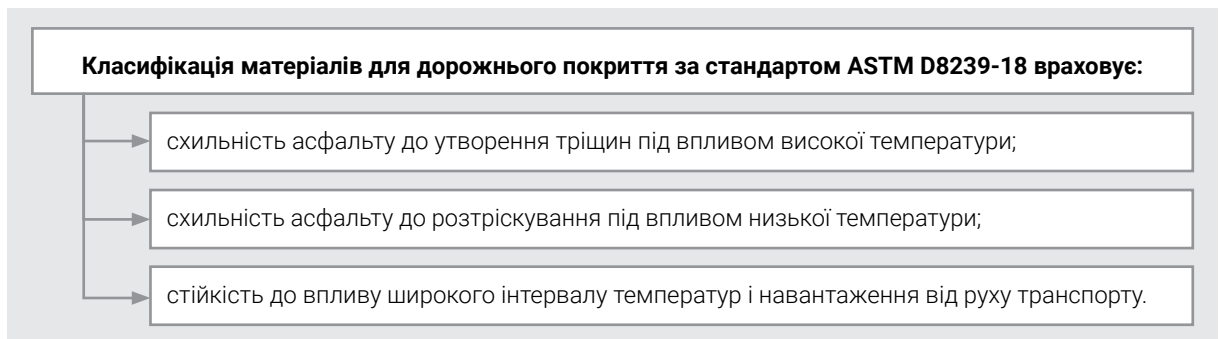 Класифікація матеріалів для дорожнього покриття за стандартом ASTM D8239-18 враховує:
схильність асфальту до утворення тріщин під впливом високої температури;
схильність асфальту до розтріскування під впливом низької температури;
стійкість до впливу широкого інтервалу температур і навантаження від руху транспорту.